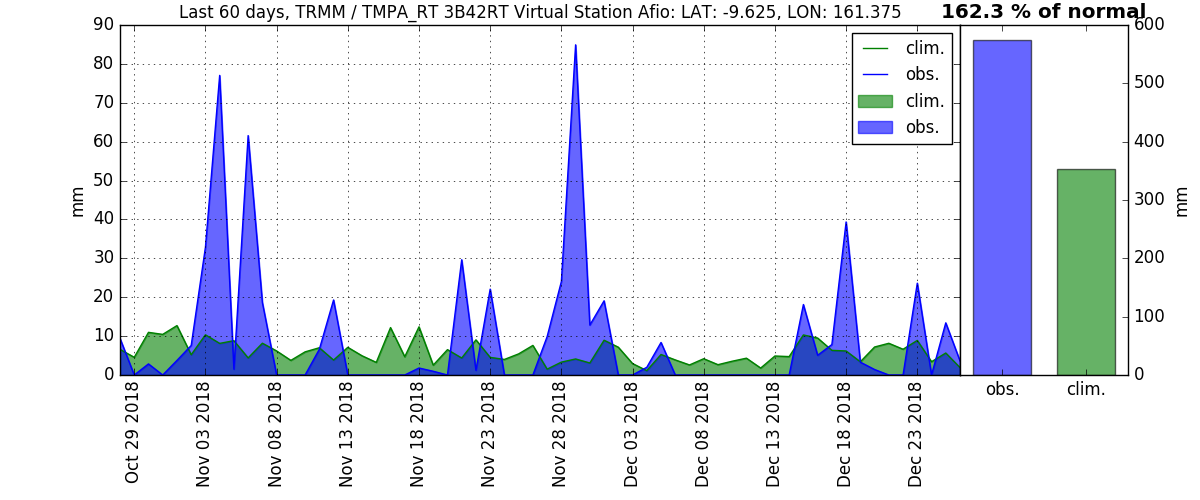 Last 60 days, TRMM / TMPA_RT 3B42RT Virtual Station Afio: LAT: -9.625, LON: 161.375
162.3 % of normal
90
80
70
60
50
40
30
20
10
0
mm
clim.
obs.
clim.
obs.
600
500
400
300
200
100
0
mm
obs.
clim.
Oct 29 2018
Nov 03 2018
Nov 08 2018
Nov 13 2018
Nov 18 2018
Nov 23 2018
Nov 28 2018
Dec 03 2018
Dec 08 2018
Dec 13 2018
Dec 18 2018
Dec 23 2018